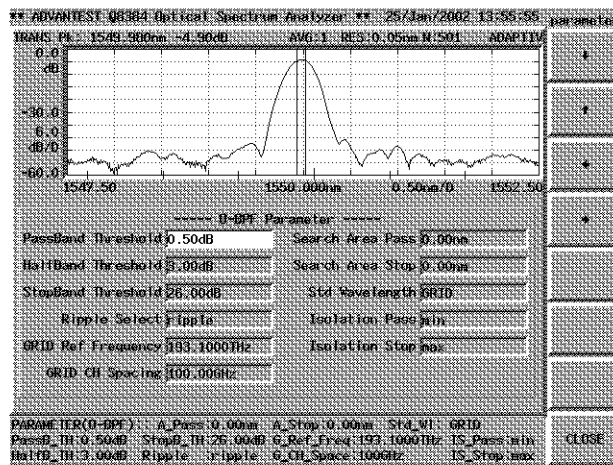 ** ADVANTEST Q8384 Optical Spectrum Analyzer ** 25/Jan/2002 13:55:55
paramete
TRANS Pk: 1549.900nm -4.90dB AVG:1 RES:0.05nm N:501 ADAPTIV
0.0
dB
-30.0
6.0
dB/D
-60.0
1547.50 1550.000nm 0.50nm/D 1552.50
----- O-BPF Parameter -----
PassBand Threshold 0.50dB Search Area Pass 0.00nm
HalfBand Threshold 3.00dB Search Area Stop 0.00nm
StopBand Threshold 26.00dB Std Wavelength GRID
Ripple Select ripple Isolation Pass min
GRID Ref Frequency 193.1000THz Isolation Stop max
GRID CH Spacing 100.00GHz
PARAMETER(O-BPF):: A_Pass:0.00nm A_Stop:0.00nm Std_Wl: GRID
PassB_TH:0.50dB StopB_TH:26.00dB G_Ref_Freq:193.1000THz IS_Pass:min
HalfB_TH:3.00dB Ripple :ripple G_CH_Space:100GHz IS_Stop:max
CLOSE